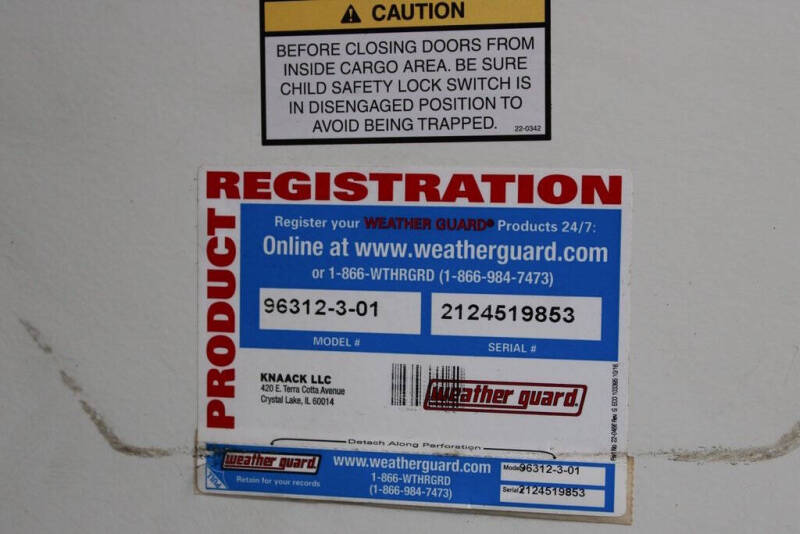 CAUTION
BEFORE CLOSING DOORS FROM
INSIDE CARGO AREA. BE SURE
CHILD SAFETY LOCK SWITCH IS
IN DISENGAGED POSITION TO
AVOID BEING TRAPPED.
22-0342
PRODUCT
REGISTRATION
Register your WEATHER GUARD® Products 24/7:
Online at www.weatherguard.com
or 1-866-WTHRGRD (1-866-984-7473)
96312-3-01 2124519853
MODEL # SERIAL #
KNAACK LLC
420 E. Terra Cotta Avenue
Crystal Lake, IL 60014
weather guard.
Detach Along Perforation
weather guard.
Retain for your records
www.weatherguard.com
1-866-WTHRGRD
(1-866-984-7473)
Model 96312-3-01
Serial 2124519853